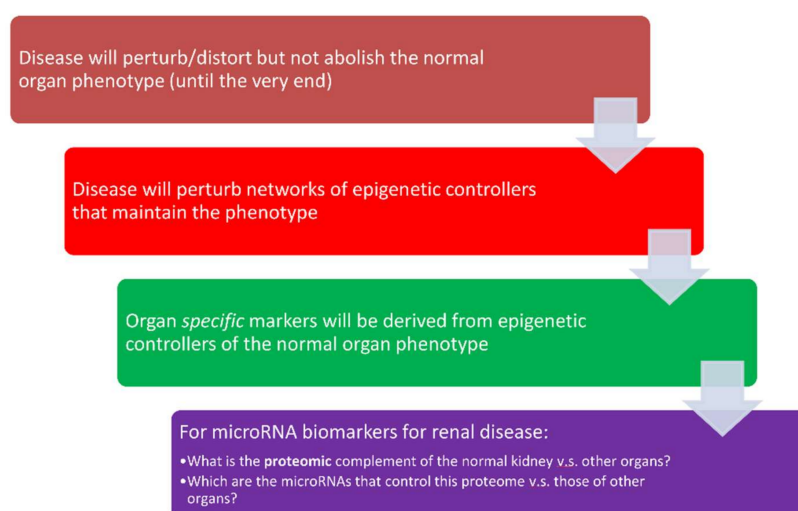 Disease will perturb/distort but not abolish the normal
organ phenotype (until the very end)
Disease will perturb networks of epigenetic controllers
that maintain the phenotype
Organ specific markers will be derived from epigenetic
controllers of the normal organ phenotype
For microRNA biomarkers for renal disease:
•What is the proteomic complement of the normal kidney v.s. other organs?
•Which are the microRNAs that control this proteome v.s. those of other
organs?